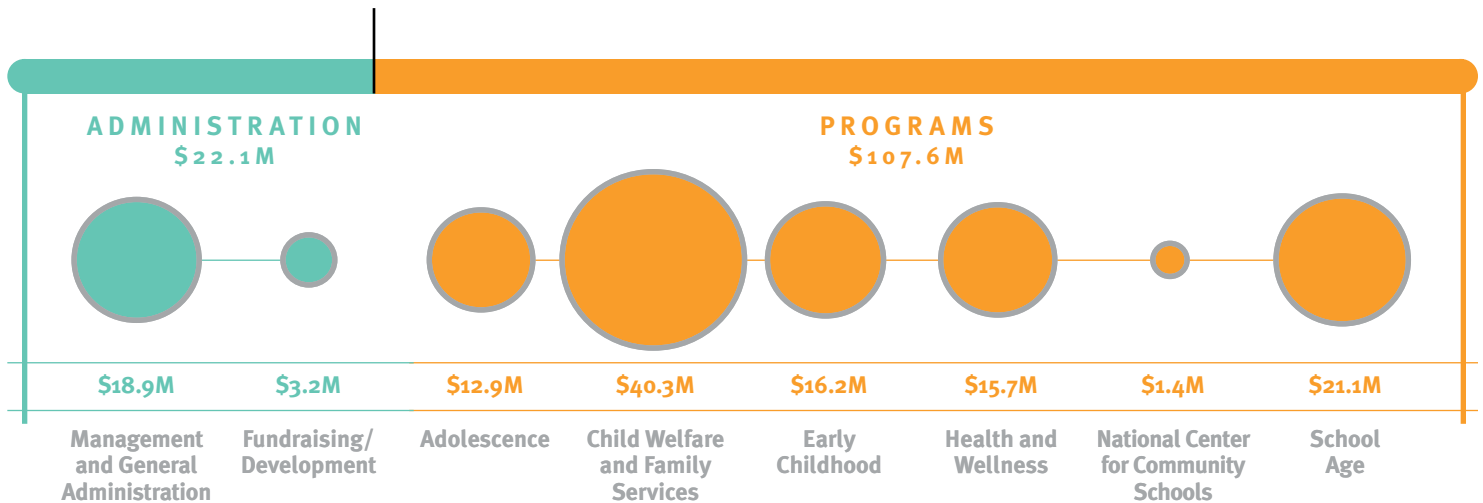 ADMINISTRATION
$22.1M
PROGRAMS
$107.6M
$18.9M
$3.2M
$12.9M
$40.3M
$16.2M
$15.7M
$1.4M
$21.1M
Management
and General
Administration
Fundraising/
Development
Adolescence
Child Welfare
and Family
Services
Early
Childhood
Health and
Wellness
National Center
for Community
Schools
School
Age